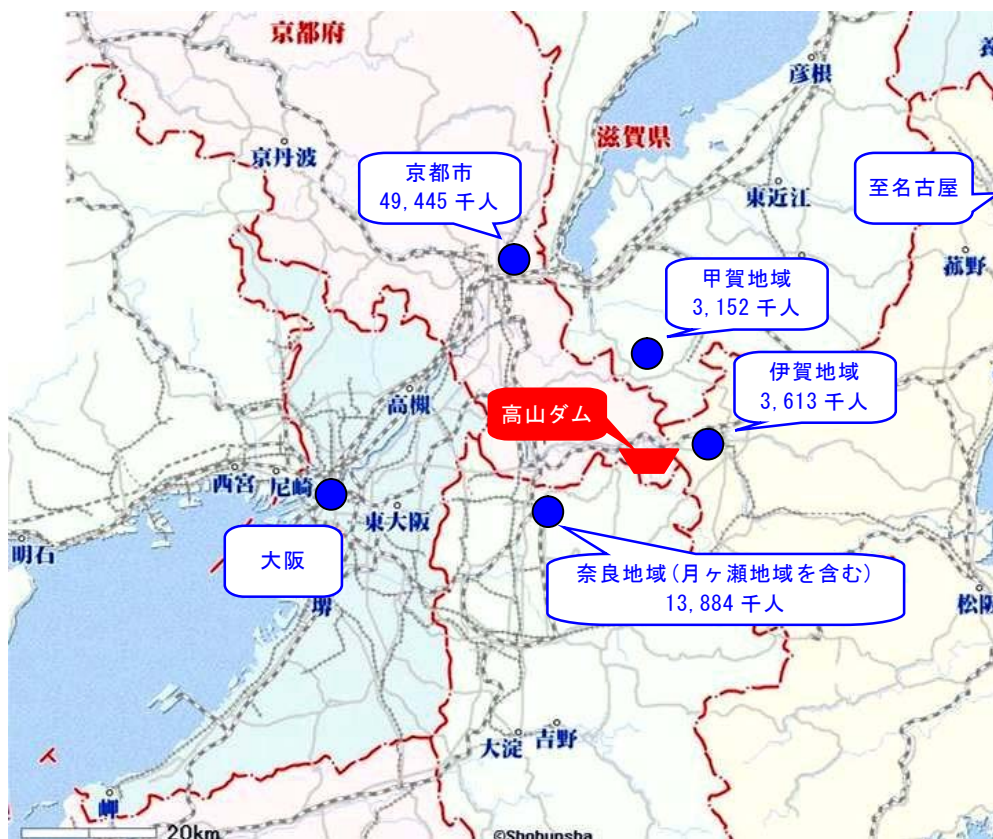 京都府
彦根
滋賀県
京丹波
京都市
49,445 千人
東近江
至名古屋
菰野
甲賀地域
3,152 千人
伊賀地域
3,613 千人
高槻
高山ダム
西宮
尼崎
東大阪
明石
大阪
奈良地域(月ヶ瀬地域を含む)
13,884 千人
堺
松阪
大淀
吉野
岬
20km
©Shobunsha